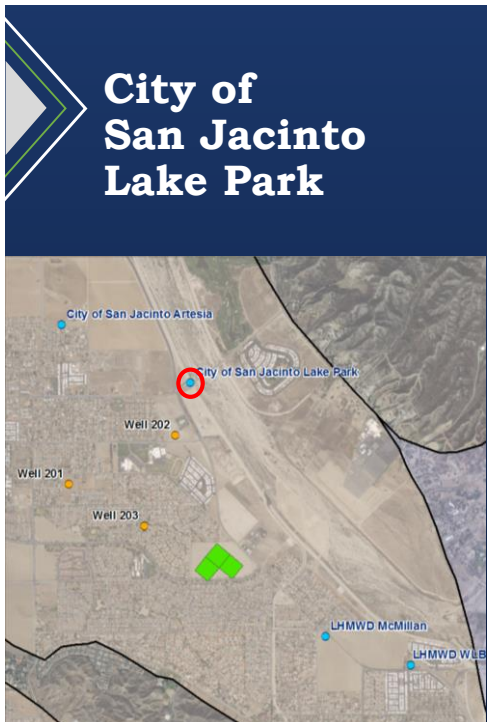 City of
San Jacinto
Lake Park
City of San Jacinto Artesia
City of San Jacinto Lake Park
Well 202
Well 201
Well 203
LHMWD McMillan
LHMWD WLB